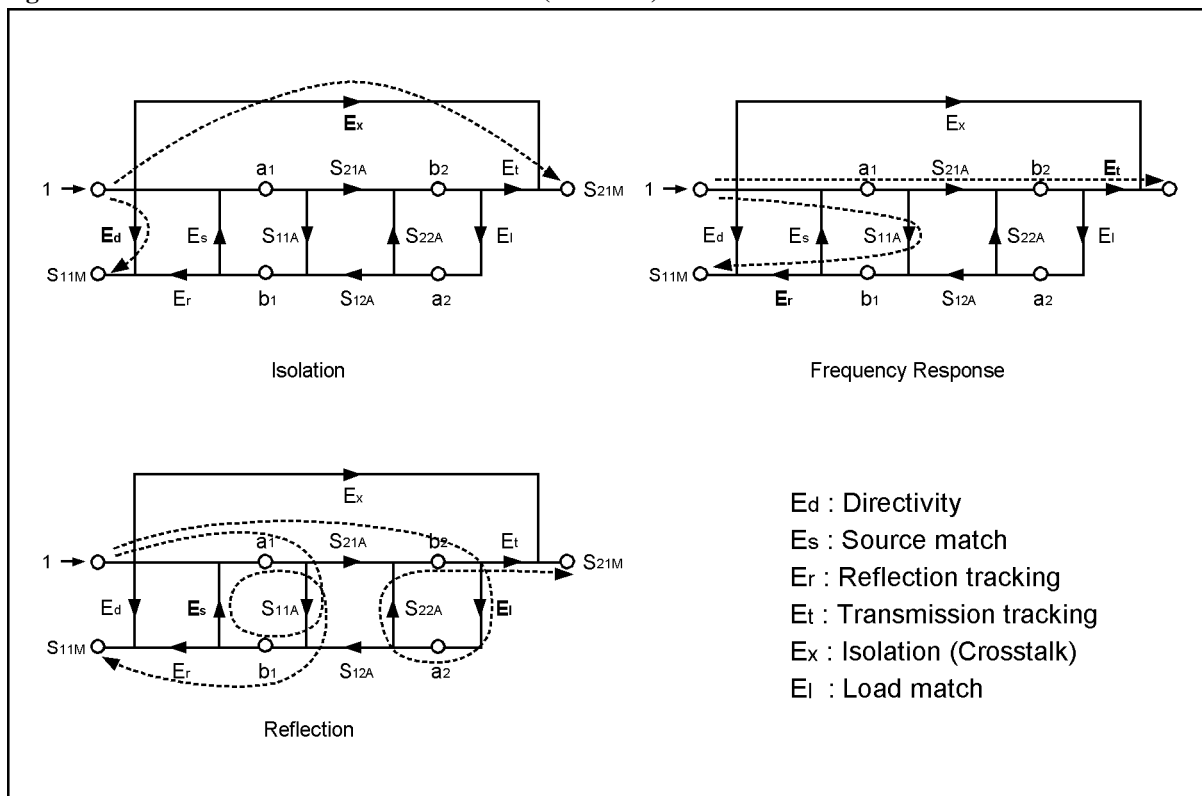 Ex
a1 S21A b2 Et
1 S21M
Ed Es S11A S22A El
S11M
Er b1 S12A a2
Isolation
Ex
a1 S21A b2 Et
1
Ed Es S11A S22A El
S11M
Er b1 S12A a2
Frequency Response
Ex
a1 S21A b2 Et
1 S21M
Ed Es S11A S22A El
S11M
Er b1 S12A a2
Reflection
Ed : Directivity
Es : Source match
Er : Reflection tracking
Et : Transmission tracking
Ex : Isolation (Crosstalk)
El : Load match